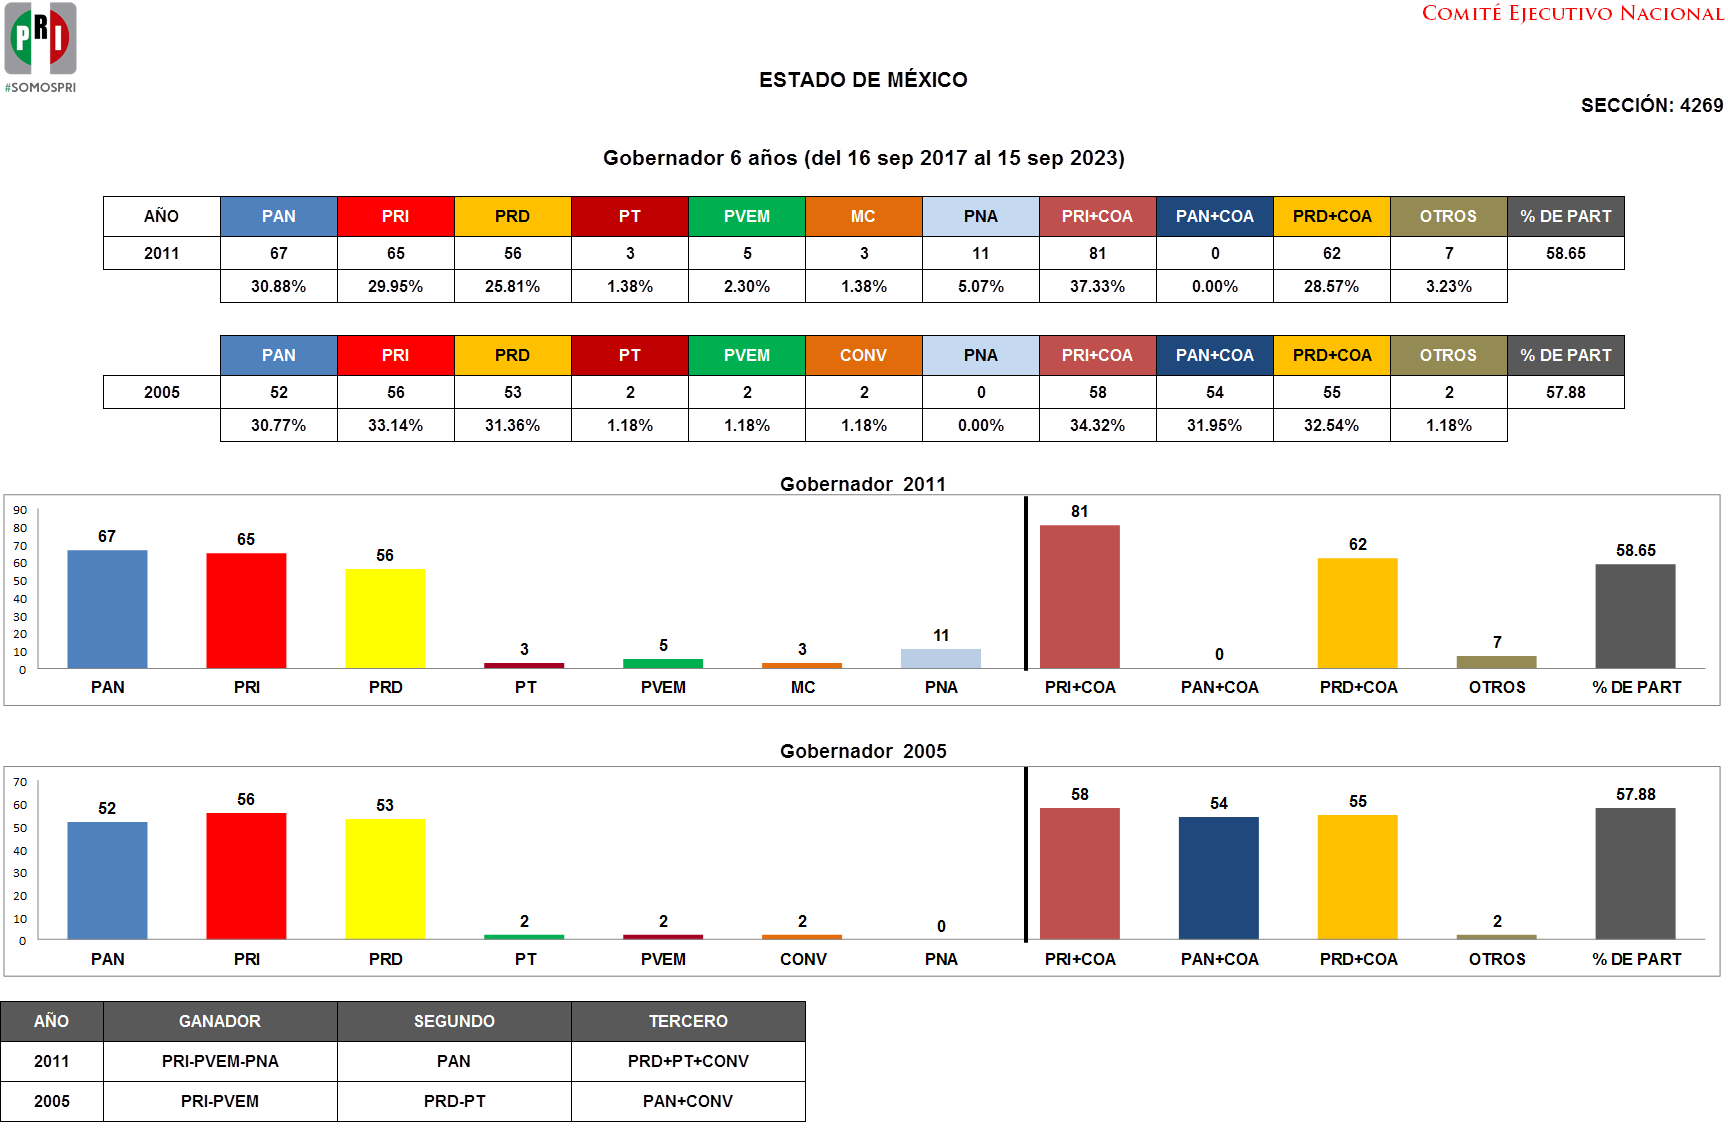 PRI
#SOMOSPRI
COMITÉ EJECUTIVO NACIONAL
ESTADO DE MÉXICO
SECCIÓN: 4269
Gobernador 6 años (del 16 sep 2017 al 15 sep 2023)
AÑO PAN PRI PRD PT PVEM MC PNA PRI+COA PAN+COA PRD+COA OTROS % DE PART
2011 67 65 56 3 5 3 11 81 0 62 7 58.65
30.88% 29.95% 25.81% 1.38% 2.30% 1.38% 5.07% 37.33% 0.00% 28.57% 3.23%
PAN PRI PRD PT PVEM CONV PNA PRI+COA PAN+COA PRD+COA OTROS % DE PART
2005 52 56 53 2 2 2 0 58 54 55 2 57.88
30.77% 33.14% 31.36% 1.18% 1.18% 1.18% 0.00% 34.32% 31.95% 32.54% 1.18%
Gobernador 2011
90
80
70
60
50
40
30
20
10
0
67 65 56 3 5 3 11 81 0 62 7 58.65
PAN PRI PRD PT PVEM MC PNA PRI+COA PAN+COA PRD+COA OTROS % DE PART
Gobernador 2005
70
60
50
40
30
20
10
0
52 56 53 2 2 2 0 58 54 55 2 57.88
PAN PRI PRD PT PVEM CONV PNA PRI+COA PAN+COA PRD+COA OTROS % DE PART
AÑO GANADOR SEGUNDO TERCERO
2011 PRI-PVEM-PNA PAN PRD+PT+CONV
2005 PRI-PVEM PRD-PT PAN+CONV